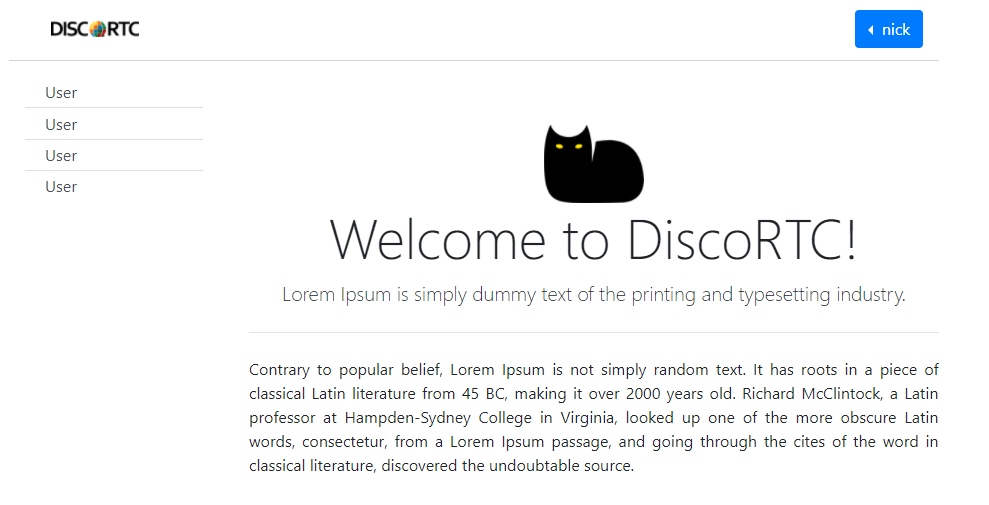 DISCORTC
nick
User
User
User
User
Welcome to DiscoRTC!
Lorem Ipsum is simply dummy text of the printing and typesetting industry.
Contrary to popular belief, Lorem Ipsum is not simply random text. It has roots in a piece of
classical Latin literature from 45 BC, making it over 2000 years old. Richard McClintock, a Latin
professor at Hampden-Sydney College in Virginia, looked up one of the more obscure Latin
words, consectetur, from a Lorem Ipsum passage, and going through the cites of the word in
classical literature, discovered the undoubtable source.